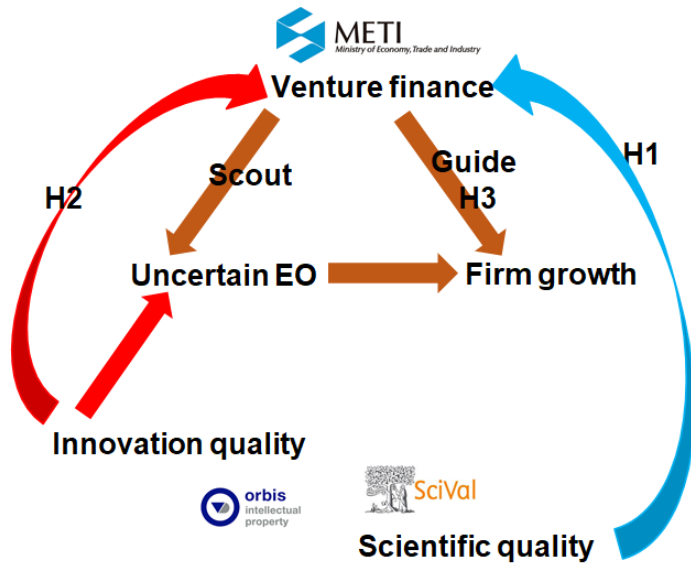 METI
Ministry of Economy, Trade and Industry
Venture finance
Scout
Guide
H3
H1
H2
Uncertain EO
Firm growth
Innovation quality
orbis
intellectual
property
SciVal
Scientific quality